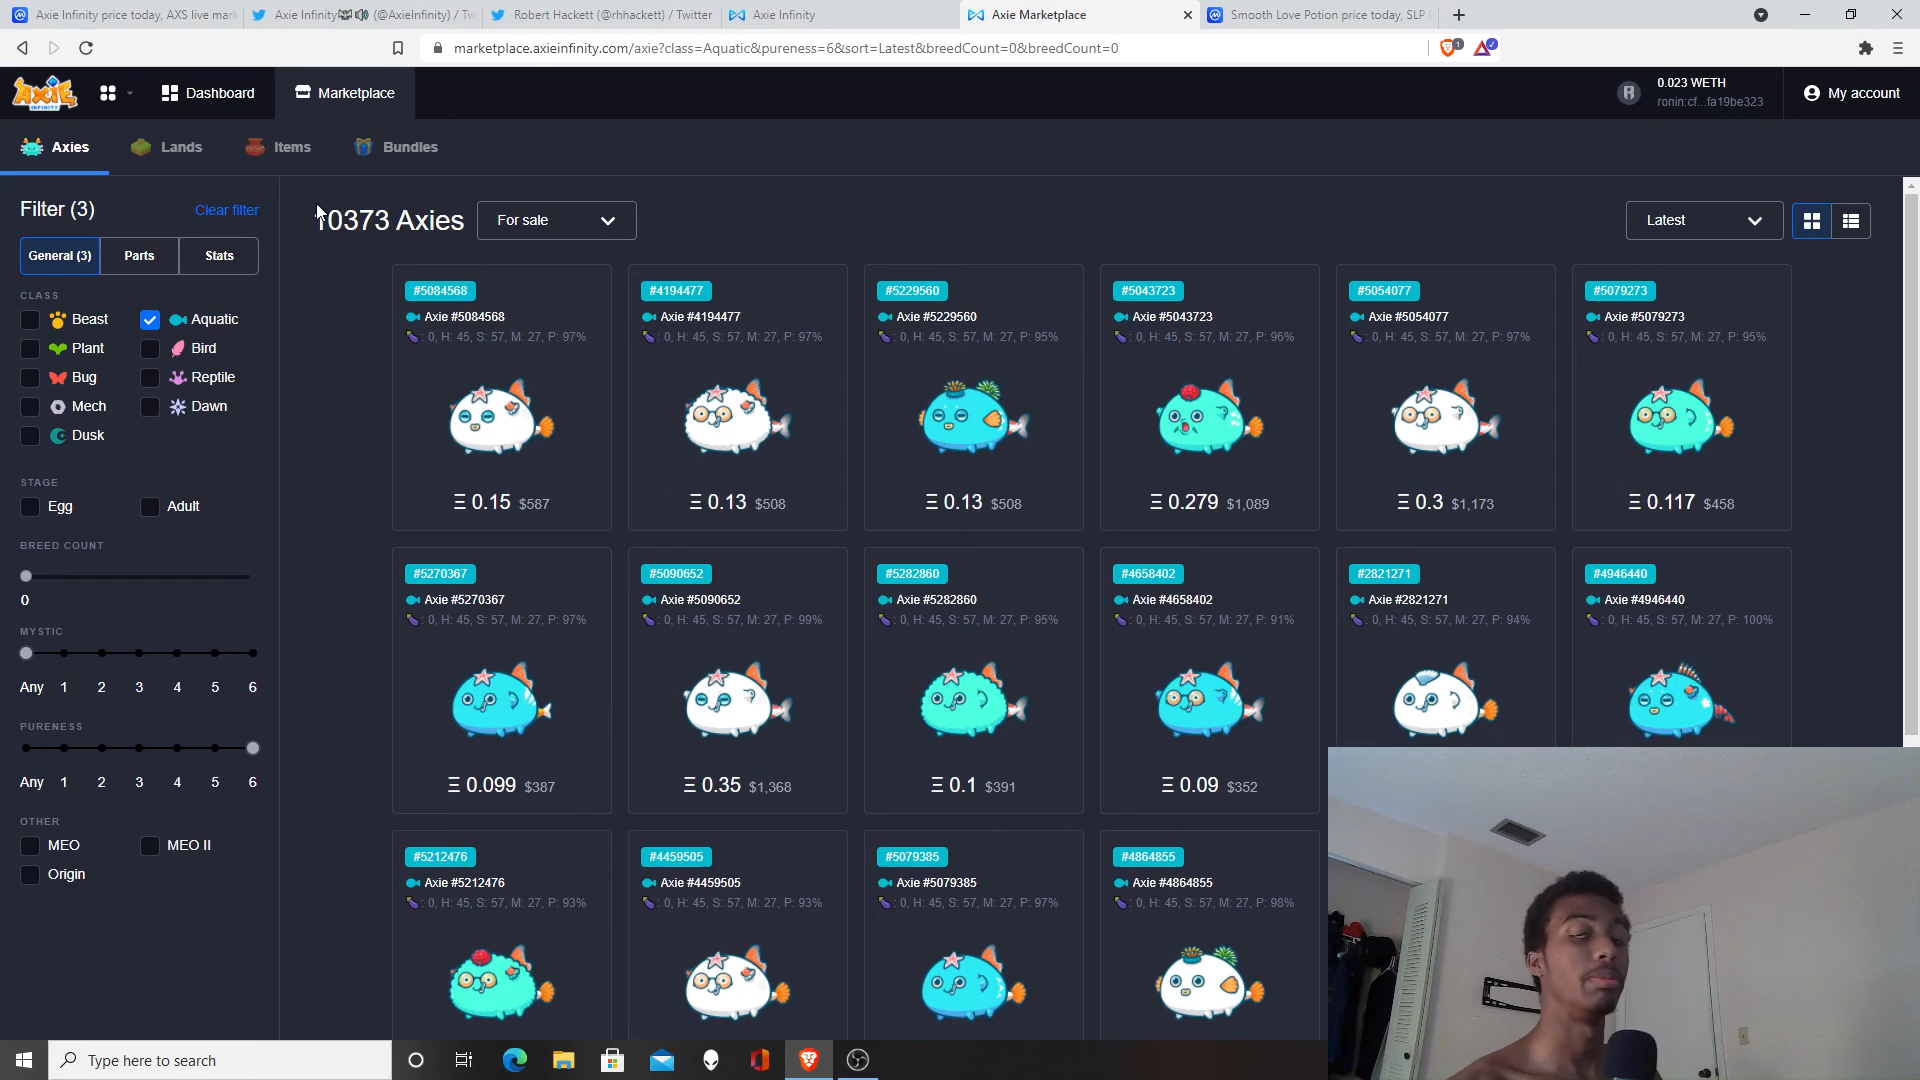 Axie Infinity price today, AXS live mark
Axie Infinity (@AxieInfinity) / Tw
Robert Hackett (@rhhackett) / Twitter
Axie Infinity
Axie Marketplace
Smooth Love Potion price today, SLP
marketplace.axieinfinity.com/axie?class=Aquatic&pureness=6&sort=Latest&breedCount=0&breedCount=0
1
AXIE
INFINITY
Dashboard
Marketplace
0.023 WETH
ronin:cf...fa19be323
My account
Axies
Lands
Items
Bundles
Filter (3)
Clear filter
10373 Axies
For sale
Latest
General (3)
Parts
Stats
CLASS
Beast
Aquatic
Plant
Bird
Bug
Reptile
Mech
Dawn
Dusk
STAGE
Egg
Adult
BREED COUNT
0
MYSTIC
Any 1 2 3 4 5 6
PURENESS
Any 1 2 3 4 5 6
OTHER
MEO
MEO II
Origin
#5084568
Axie #5084568
: 0, H: 45, S: 57, M: 27, P: 97%
Ξ 0.15 $587
#4194477
Axie #4194477
: 0, H: 45, S: 57, M: 27, P: 97%
Ξ 0.13 $508
#5229560
Axie #5229560
: 0, H: 45, S: 57, M: 27, P: 95%
Ξ 0.13 $508
#5043723
Axie #5043723
: 0, H: 45, S: 57, M: 27, P: 96%
Ξ 0.279 $1,089
#5054077
Axie #5054077
: 0, H: 45, S: 57, M: 27, P: 97%
Ξ 0.3 $1,173
#5079273
Axie #5079273
: 0, H: 45, S: 57, M: 27, P: 95%
Ξ 0.117 $458
#5270367
Axie #5270367
: 0, H: 45, S: 57, M: 27, P: 97%
Ξ 0.099 $387
#5090652
Axie #5090652
: 0, H: 45, S: 57, M: 27, P: 99%
Ξ 0.35 $1,368
#5282860
Axie #5282860
: 0, H: 45, S: 57, M: 27, P: 95%
Ξ 0.1 $391
#4658402
Axie #4658402
: 0, H: 45, S: 57, M: 27, P: 91%
Ξ 0.09 $352
#2821271
Axie #2821271
: 0, H: 45, S: 57, M: 27, P: 94%
#4946440
Axie #4946440
: 0, H: 45, S: 57, M: 27, P: 100%
#5212476
Axie #5212476
: 0, H: 45, S: 57, M: 27, P: 93%
#4459505
Axie #4459505
: 0, H: 45, S: 57, M: 27, P: 93%
#5079385
Axie #5079385
: 0, H: 45, S: 57, M: 27, P: 97%
#4864855
Axie #4864855
: 0, H: 45, S: 57, M: 27, P: 98%
Type here to search